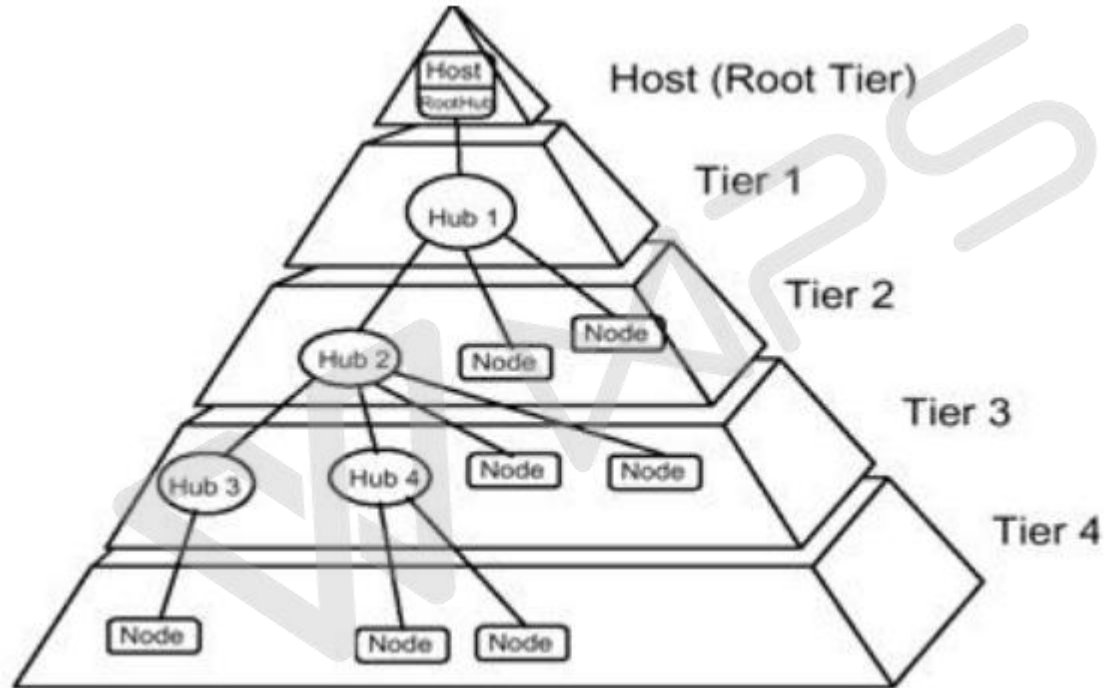 Host
RootHub
Host (Root Tier)
Hub 1
Tier 1
Hub 2
Node
Node
Tier 2
Hub 3
Hub 4
Node
Node
Tier 3
Node
Node
Node
Tier 4